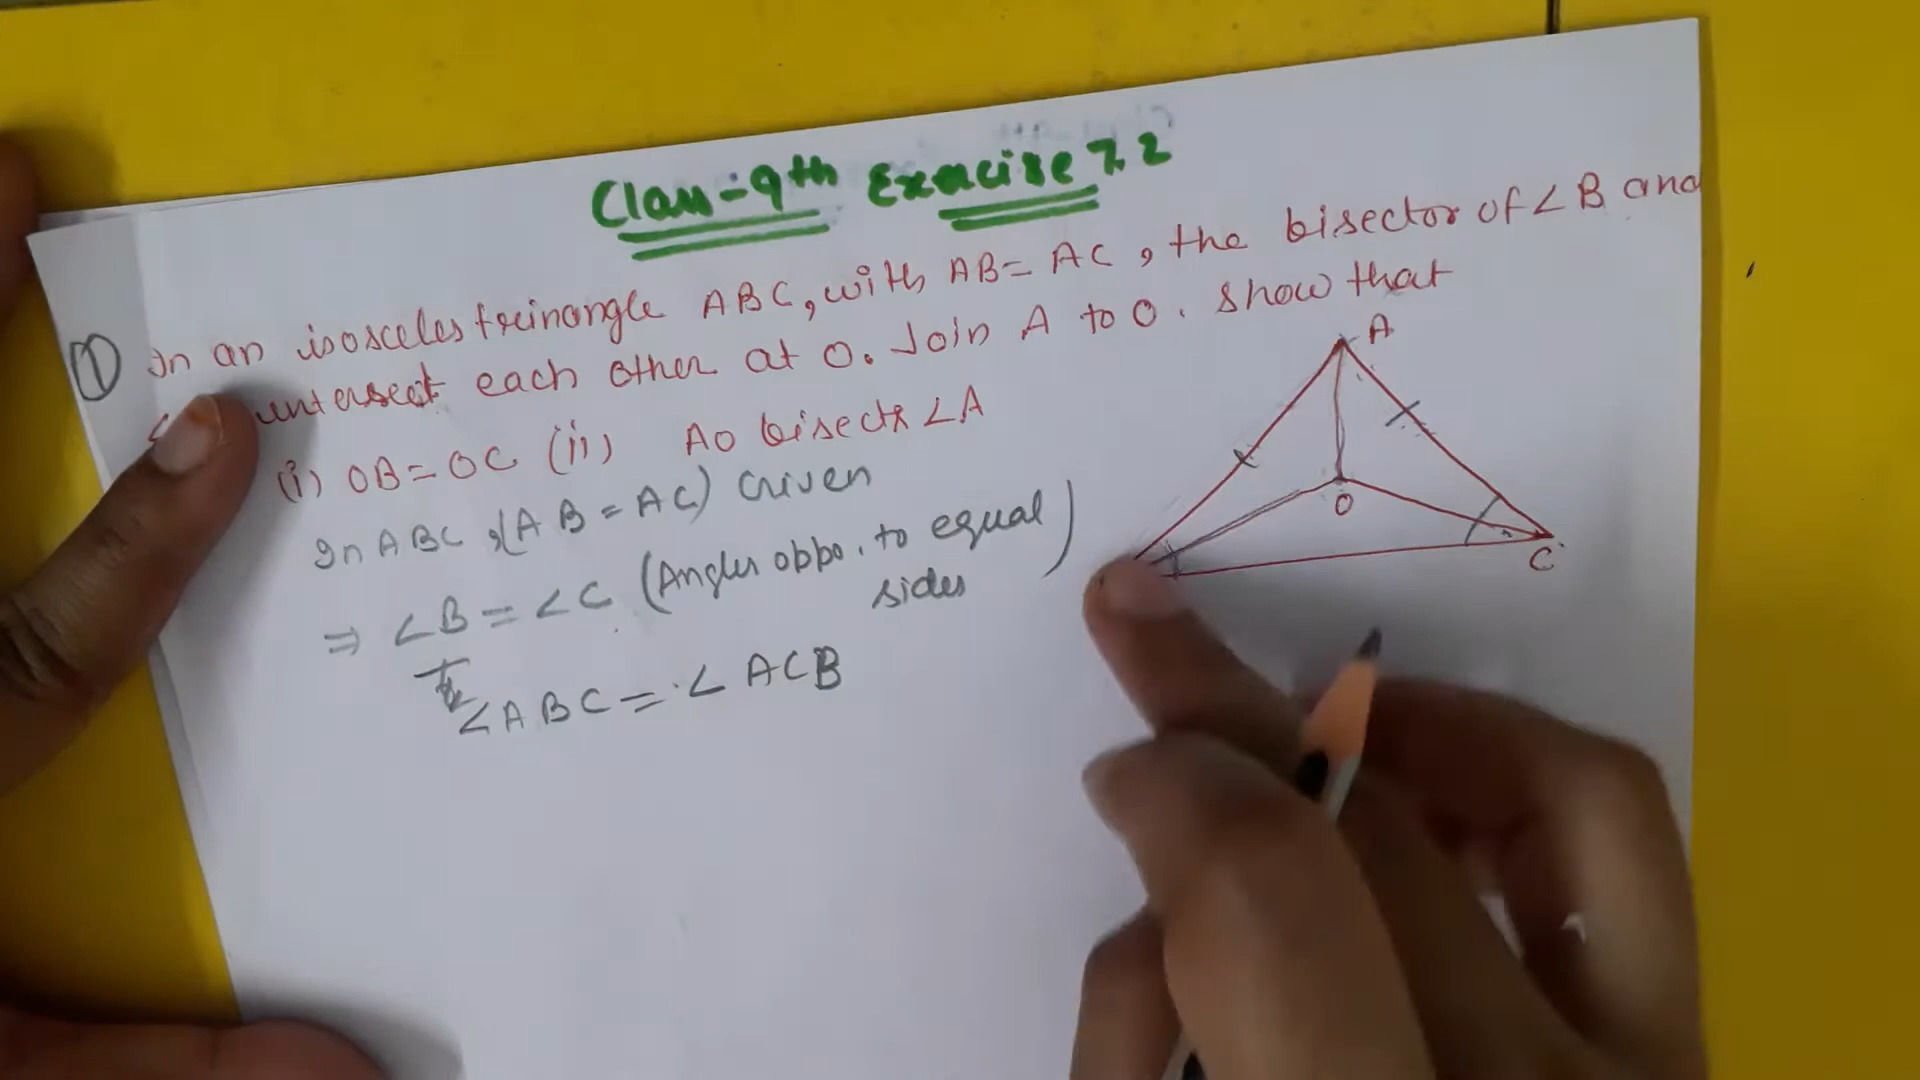 Class-9th Exercise 7.2
① In an isosceles treinangle ABC, with AB=AC, the bisector of ∠B and
∠ intersect each other at O. Join A to O. Show that
(i) OB=OC (ii) AO bisects ∠A
In ABC, (AB=AC) Given
⇒ ∠B=∠C (Angles oppo. to equal
sides)
∠ABC=∠ACB
A
O
C